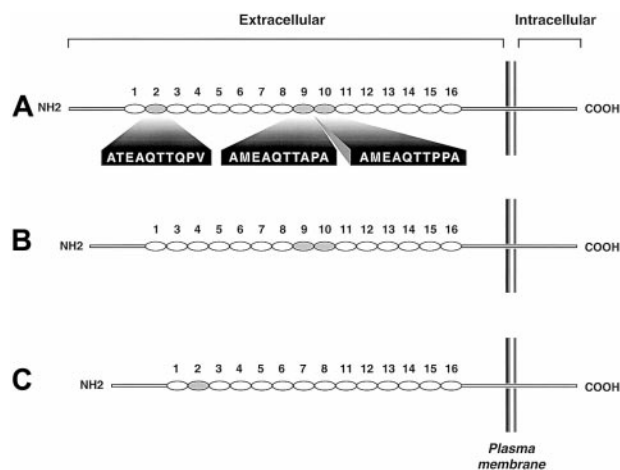 Extracellular Intracellular
1 2 3 4 5 6 7 8 9 10 11 12 13 14 15 16
A NH2 COOH
ATEAQTTQPV AMEAQTTAPA AMEAQTTPPA
1 3 4 5 6 7 8 9 10 11 12 13 14 15 16
B NH2 COOH
1 2 3 4 5 6 7 8 11 12 13 14 15 16
C NH2 COOH
Plasma
membrane